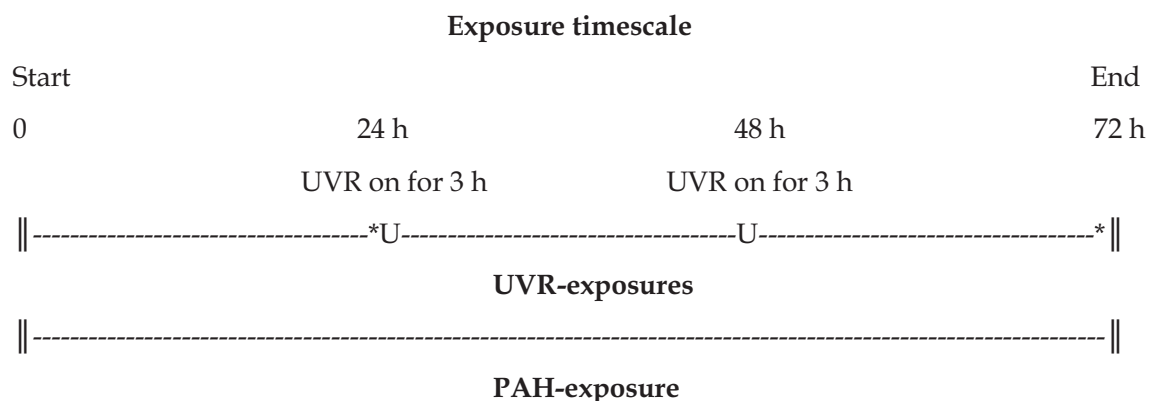 Exposure timescale
Start End
0 24 h 48 h 72 h
UVR on for 3 h UVR on for 3 h
‖------------------------------------*U------------------------------------U------------------------------------*‖
UVR-exposures
‖--------------------------------------------------------------------------------------------------------------------‖
PAH-exposure